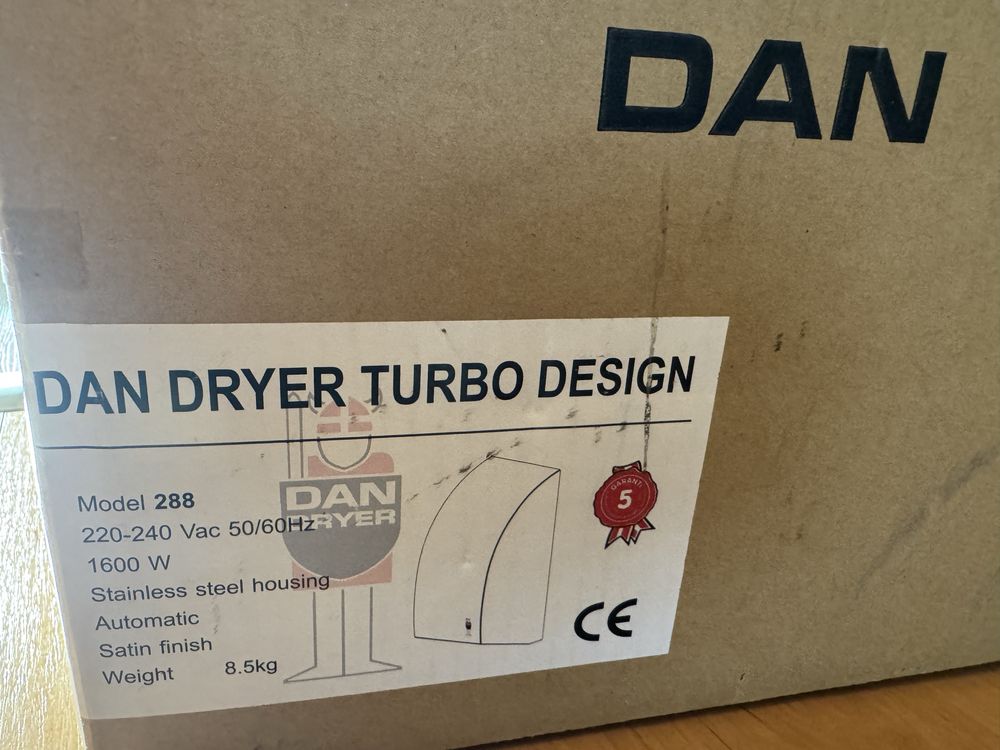 DAN
DAN DRYER TURBO DESIGN
DAN
DRYER
Model 288
220-240 Vac 50/60Hz
1600 W
Stainless steel housing
Automatic
Satin finish
Weight 8.5kg
GARANTI
5
CE